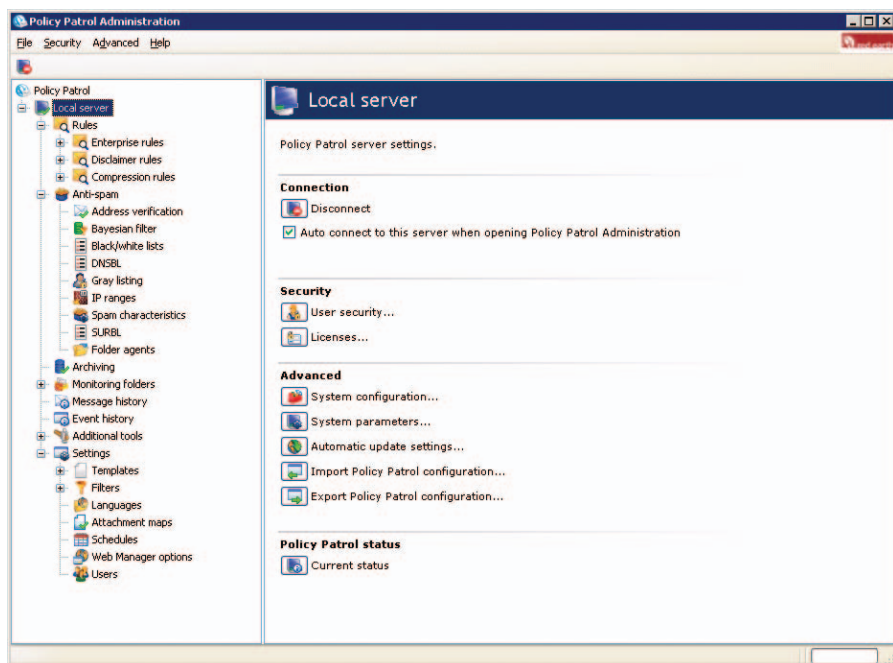 Policy Patrol Administration
File Security Advanced Help
Policy Patrol
Local server
Rules
Enterprise rules
Disclaimer rules
Compression rules
Anti-spam
Address verification
Bayesian filter
Black/white lists
DNSBL
Gray listing
IP ranges
Spam characteristics
SURBL
Folder agents
Archiving
Monitoring folders
Message history
Event history
Additional tools
Settings
Templates
Filters
Languages
Attachment maps
Schedules
Web Manager options
Users
Local server
Policy Patrol server settings.
Connection
Disconnect
Auto connect to this server when opening Policy Patrol Administration
Security
User security...
Licenses...
Advanced
System configuration...
System parameters...
Automatic update settings...
Import Policy Patrol configuration...
Export Policy Patrol configuration...
Policy Patrol status
Current status